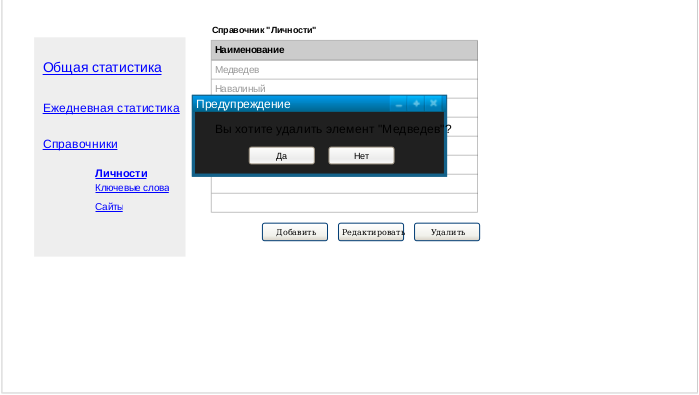 Справочник "Личности"
Наименование
Общая статистика
Медведев
Навалиный
Предупреждение
Ежедневная статистика
Вы хотите удалить элемент "Медведев"?
Справочники
Да
Нет
Личности
Ключевые слова
Сайты
Добавить
Редактировать
Удалить